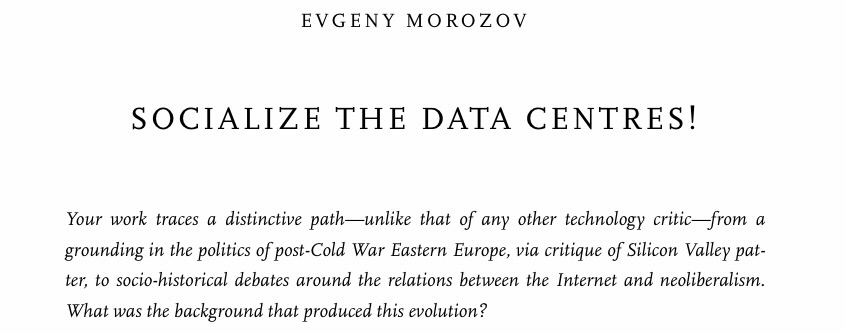 EVGENY MOROZOV
SOCIALIZE THE DATA CENTRES!
Your work traces a distinctive path—unlike that of any other technology critic—from a
grounding in the politics of post-Cold War Eastern Europe, via critique of Silicon Valley pat-
ter, to socio-historical debates around the relations between the Internet and neoliberalism.
What was the background that produced this evolution?